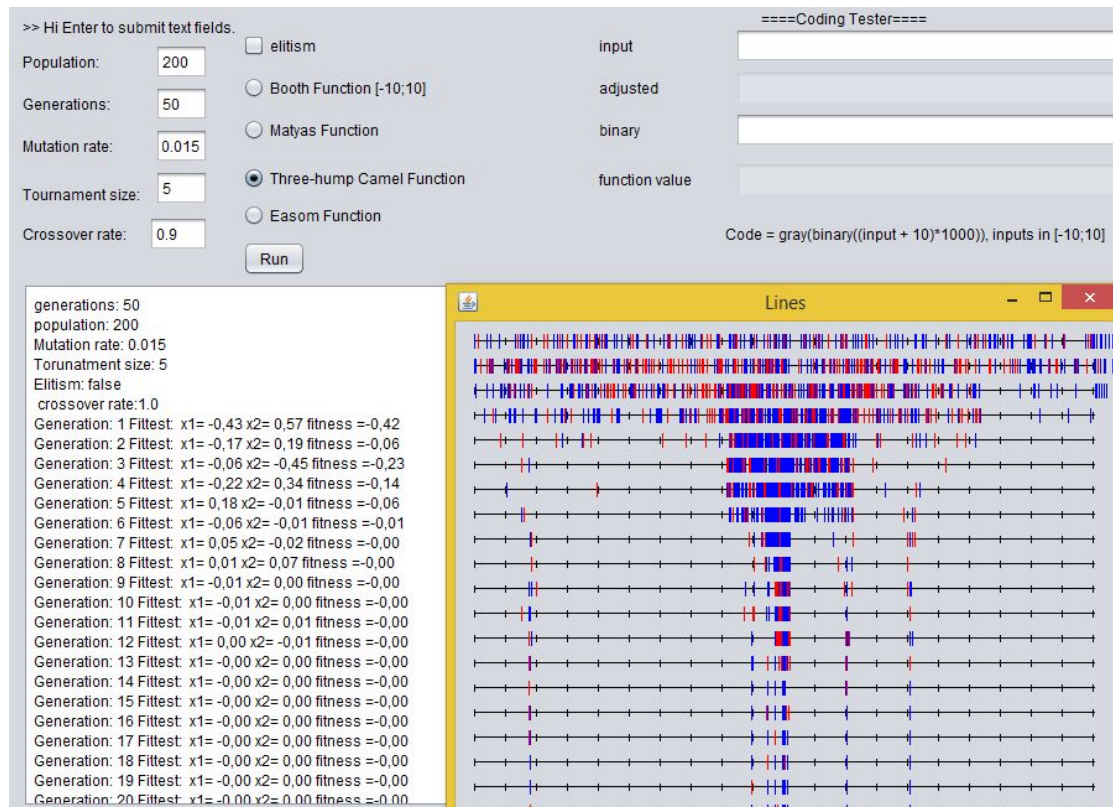 >> Hi Enter to submit text fields.
Population:
200
Generations:
50
Mutation rate:
0.015
Tournament size:
5
Crossover rate:
0.9
elitism
Booth Function [-10;10]
Matyas Function
Three-hump Camel Function
Easom Function
Run
====Coding Tester====
input
adjusted
binary
function value
Code = gray(binary((input + 10)*1000)), inputs in [-10;10]
generations: 50
population: 200
Mutation rate: 0.015
Torunatment size: 5
Elitism: false
crossover rate:1.0
Generation: 1 Fittest: x1= -0,43 x2= 0,57 fitness =-0,42
Generation: 2 Fittest: x1= -0,17 x2= 0,19 fitness =-0,06
Generation: 3 Fittest: x1= -0,06 x2= -0,45 fitness =-0,23
Generation: 4 Fittest: x1= -0,22 x2= 0,34 fitness =-0,14
Generation: 5 Fittest: x1= 0,18 x2= -0,01 fitness =-0,06
Generation: 6 Fittest: x1= -0,06 x2= -0,01 fitness =-0,01
Generation: 7 Fittest: x1= 0,05 x2= -0,02 fitness =-0,00
Generation: 8 Fittest: x1= 0,01 x2= 0,07 fitness =-0,00
Generation: 9 Fittest: x1= -0,01 x2= 0,00 fitness =-0,00
Generation: 10 Fittest: x1= -0,01 x2= 0,00 fitness =-0,00
Generation: 11 Fittest: x1= -0,01 x2= 0,01 fitness =-0,00
Generation: 12 Fittest: x1= 0,00 x2= -0,01 fitness =-0,00
Generation: 13 Fittest: x1= -0,00 x2= 0,00 fitness =-0,00
Generation: 14 Fittest: x1= -0,00 x2= 0,00 fitness =-0,00
Generation: 15 Fittest: x1= -0,00 x2= 0,00 fitness =-0,00
Generation: 16 Fittest: x1= -0,00 x2= 0,00 fitness =-0,00
Generation: 17 Fittest: x1= -0,00 x2= 0,00 fitness =-0,00
Generation: 18 Fittest: x1= -0,00 x2= 0,00 fitness =-0,00
Generation: 19 Fittest: x1= -0,00 x2= 0,00 fitness =-0,00
Generation: 20 Fittest: x1= -0,00 x2= 0,00 fitness =-0,00
Lines